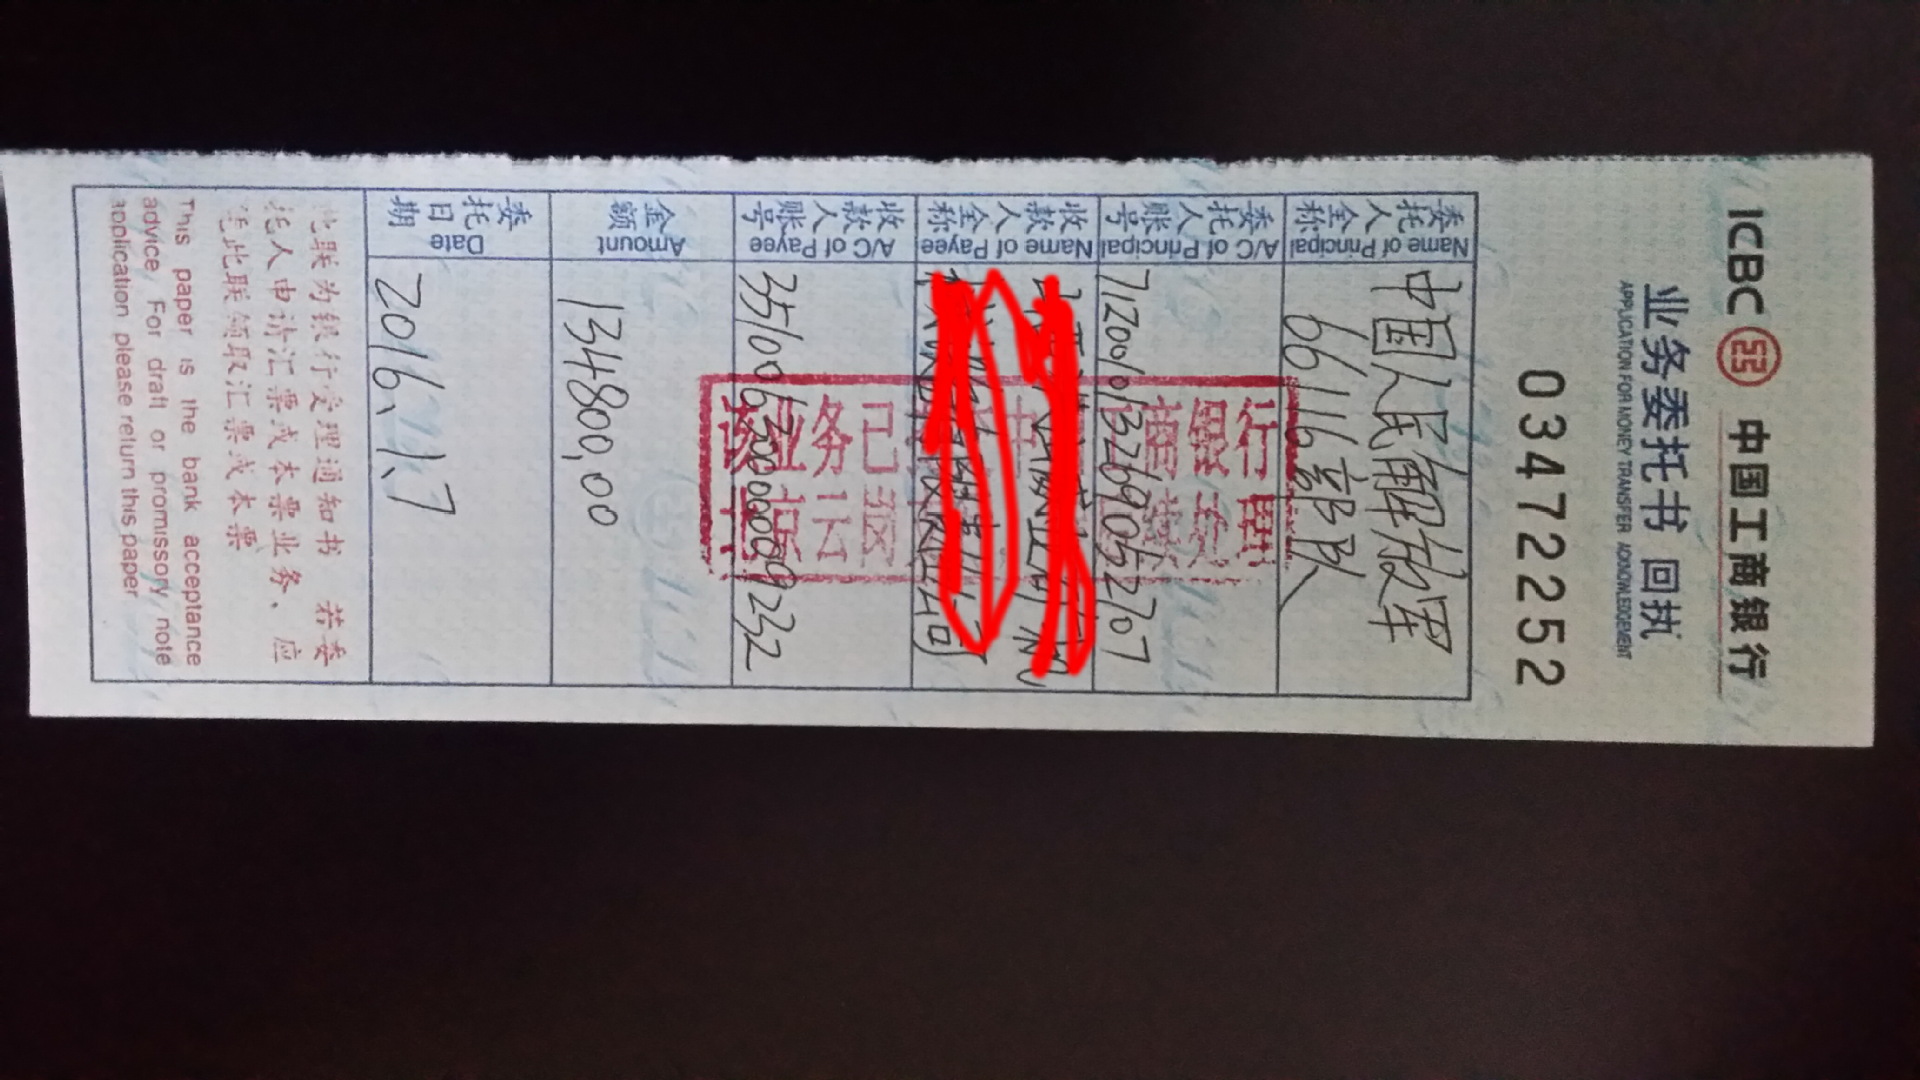 ICBC 中国工商银行
业务委托书 回执
APPLICATION FOR MONEY TRANSFER ACKNOWLEDGEMENT
03472252
委托人全称
Name of Principal
中国人民解放军
66116部队
委托人账号
A/C of Principal
7120010132690052707
收款人全称
Name of Payee
收款人账号
A/C of Payee
金额
Amount
134800,00
委托日期
Date
2016.1.7
商银行
该业务已
此联为银行受理通知书 若委
托人申请汇票或本票业务,应
凭此联领取汇票或本票
This paper is the bank acceptance
advice, For draft or promissory note
application please return this paper